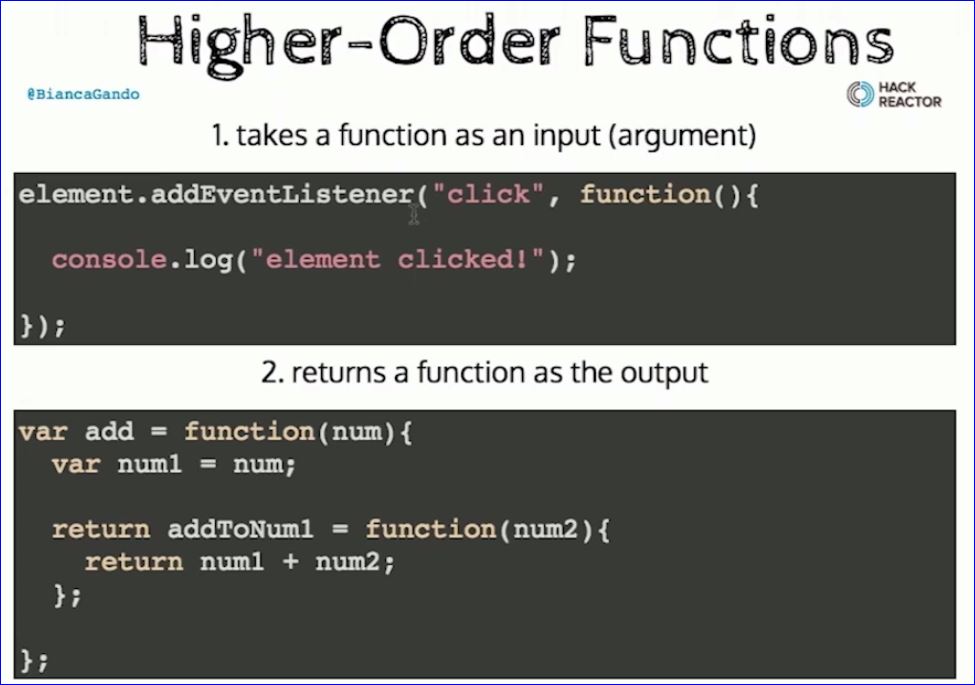 Higher-Order Functions
@BiancaGando
HACK
REACTOR
1. takes a function as an input (argument)
element.addEventListener("click", function(){
console.log("element clicked!");
});
2. returns a function as the output
var add = function(num){
var num1 = num;
return addToNum1 = function(num2){
return num1 + num2;
};
};